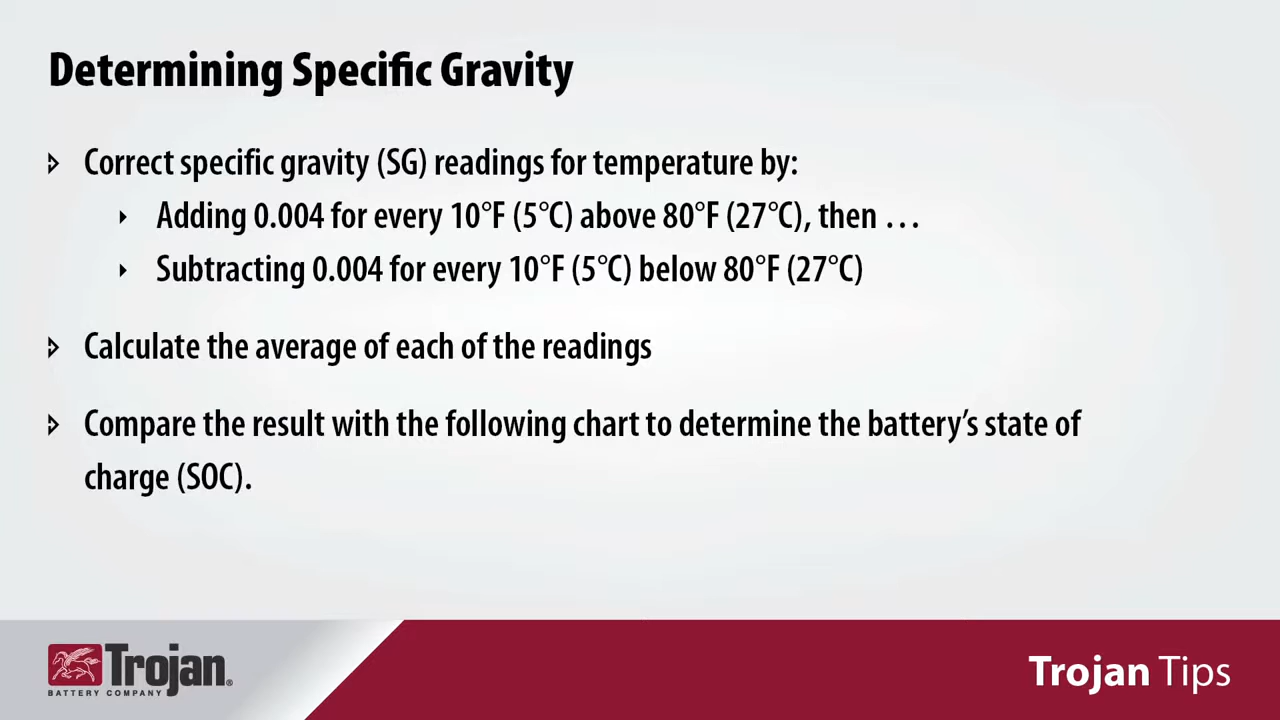 Determining Specific Gravity
Correct specific gravity (SG) readings for temperature by:
Adding 0.004 for every 10°F (5°C) above 80°F (27°C), then …
Subtracting 0.004 for every 10°F (5°C) below 80°F (27°C)
Calculate the average of each of the readings
Compare the result with the following chart to determine the battery’s state of
charge (SOC).
Trojan®
BATTERY COMPANY
Trojan Tips